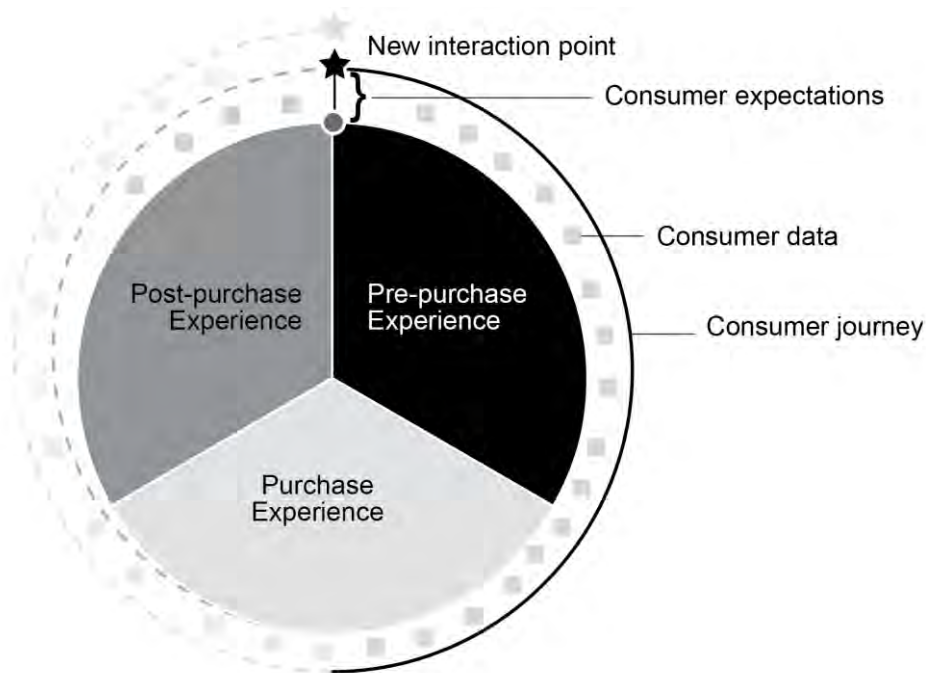 New interaction point
Consumer expectations
Consumer data
Consumer journey
Post-purchase
Experience
Pre-purchase
Experience
Purchase
Experience